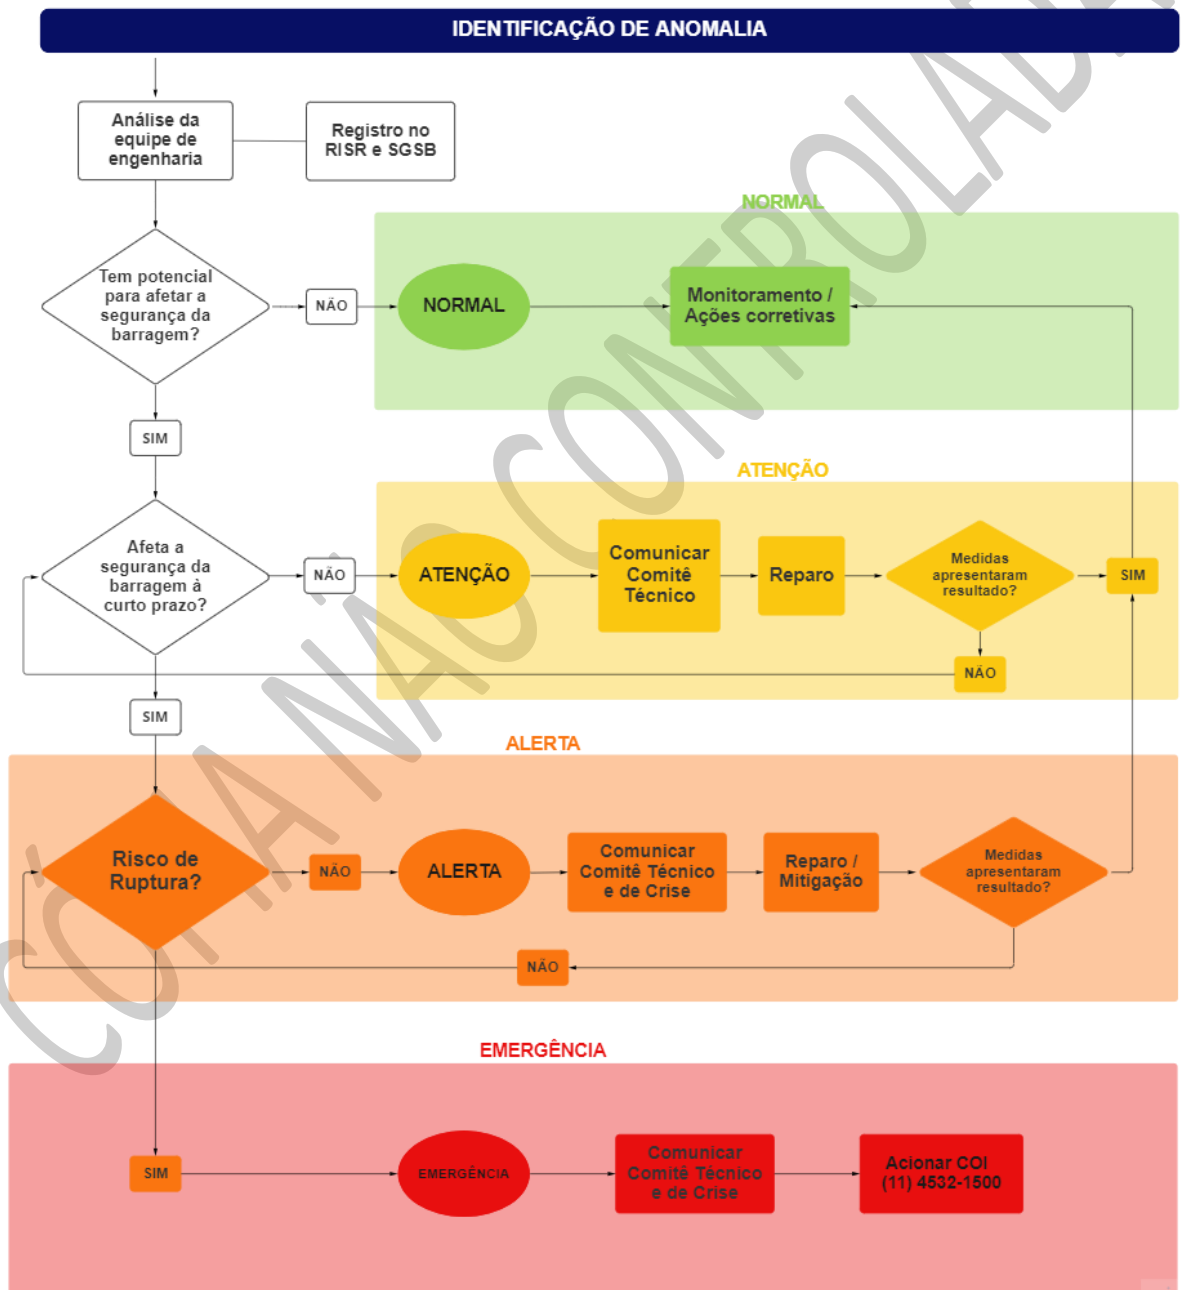 IDENTIFICAÇÃO DE ANOMALIA
Análise da
equipe de
engenharia
Registro no
RISR e SGSB
NORMAL
Tem potencial
para afetar a
segurança da
barragem?
NÃO
NORMAL
Monitoramento /
Ações corretivas
SIM
ATENÇÃO
Afeta a
segurança da
barragem à
curto prazo?
NÃO
ATENÇÃO
Comunicar
Comitê
Técnico
Reparo
Medidas
apresentaram
resultado?
SIM
NÃO
SIM
ALERTA
Risco de
Ruptura?
NÃO
ALERTA
Comunicar
Comitê Técnico
e de Crise
Reparo /
Mitigação
Medidas
apresentaram
resultado?
NÃO
EMERGÊNCIA
SIM
EMERGÊNCIA
Comunicar
Comitê Técnico
e de Crise
Acionar COI
(11) 4532-1500
CÓPIA NÃO CONTROLADA